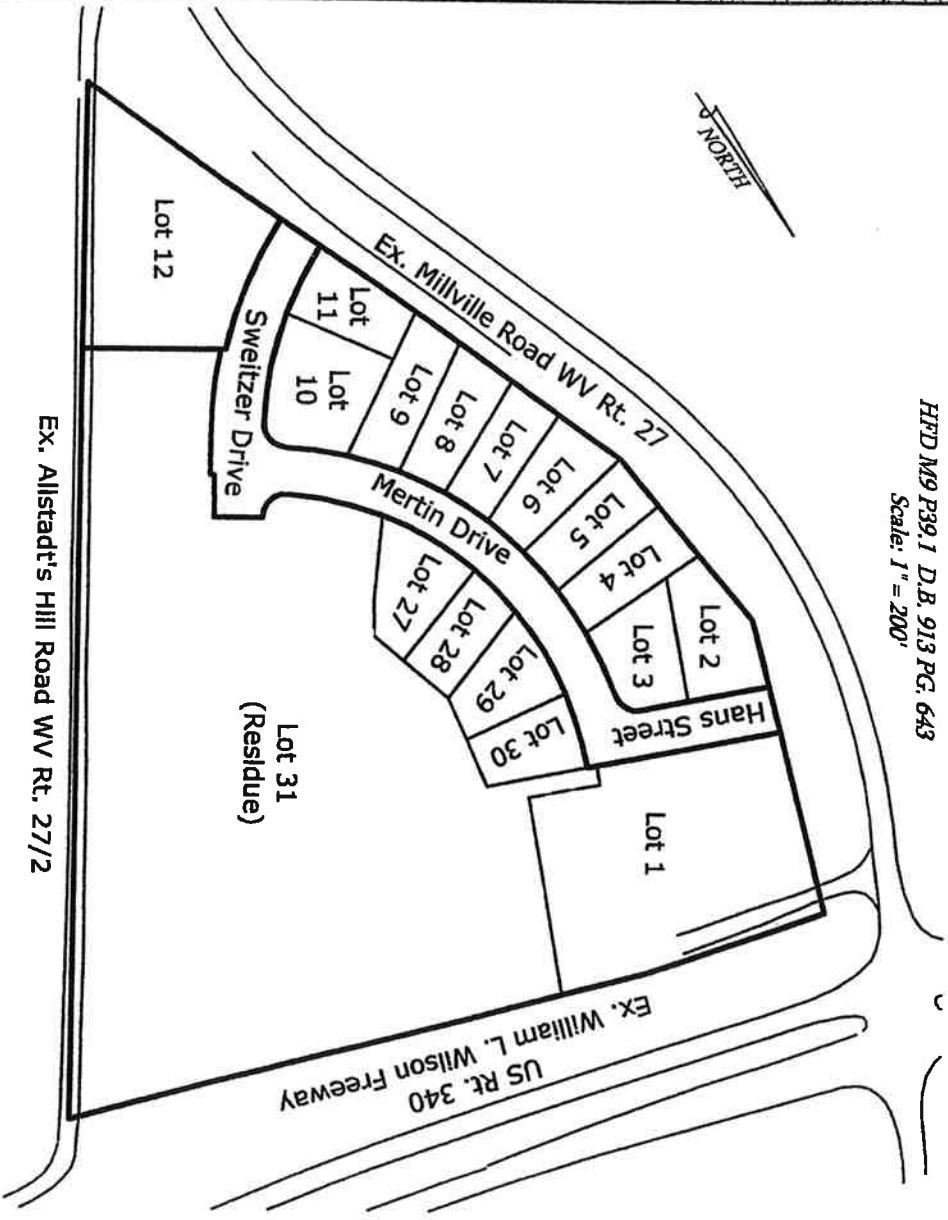 HFD M9 P39.1 D.B. 913 PG. 643
Scale: 1" = 200'
NORTH
Ex. Millville Road WV Rt. 27
Lot 12
Sweitzer Drive
Lot
11
Lot
10
Lot 9
Lot 8
Lot 7
Lot 6
Lot 5
Lot 4
Lot 3
Lot 2
Hans Street
Mertin Drive
Lot 27
Lot 28
Lot 29
Lot 30
Lot 1
Lot 31
(Residue)
Ex. William L. Wilson Freeway
US Rt. 340
Ex. Allstadt's Hill Road WV Rt. 27/2